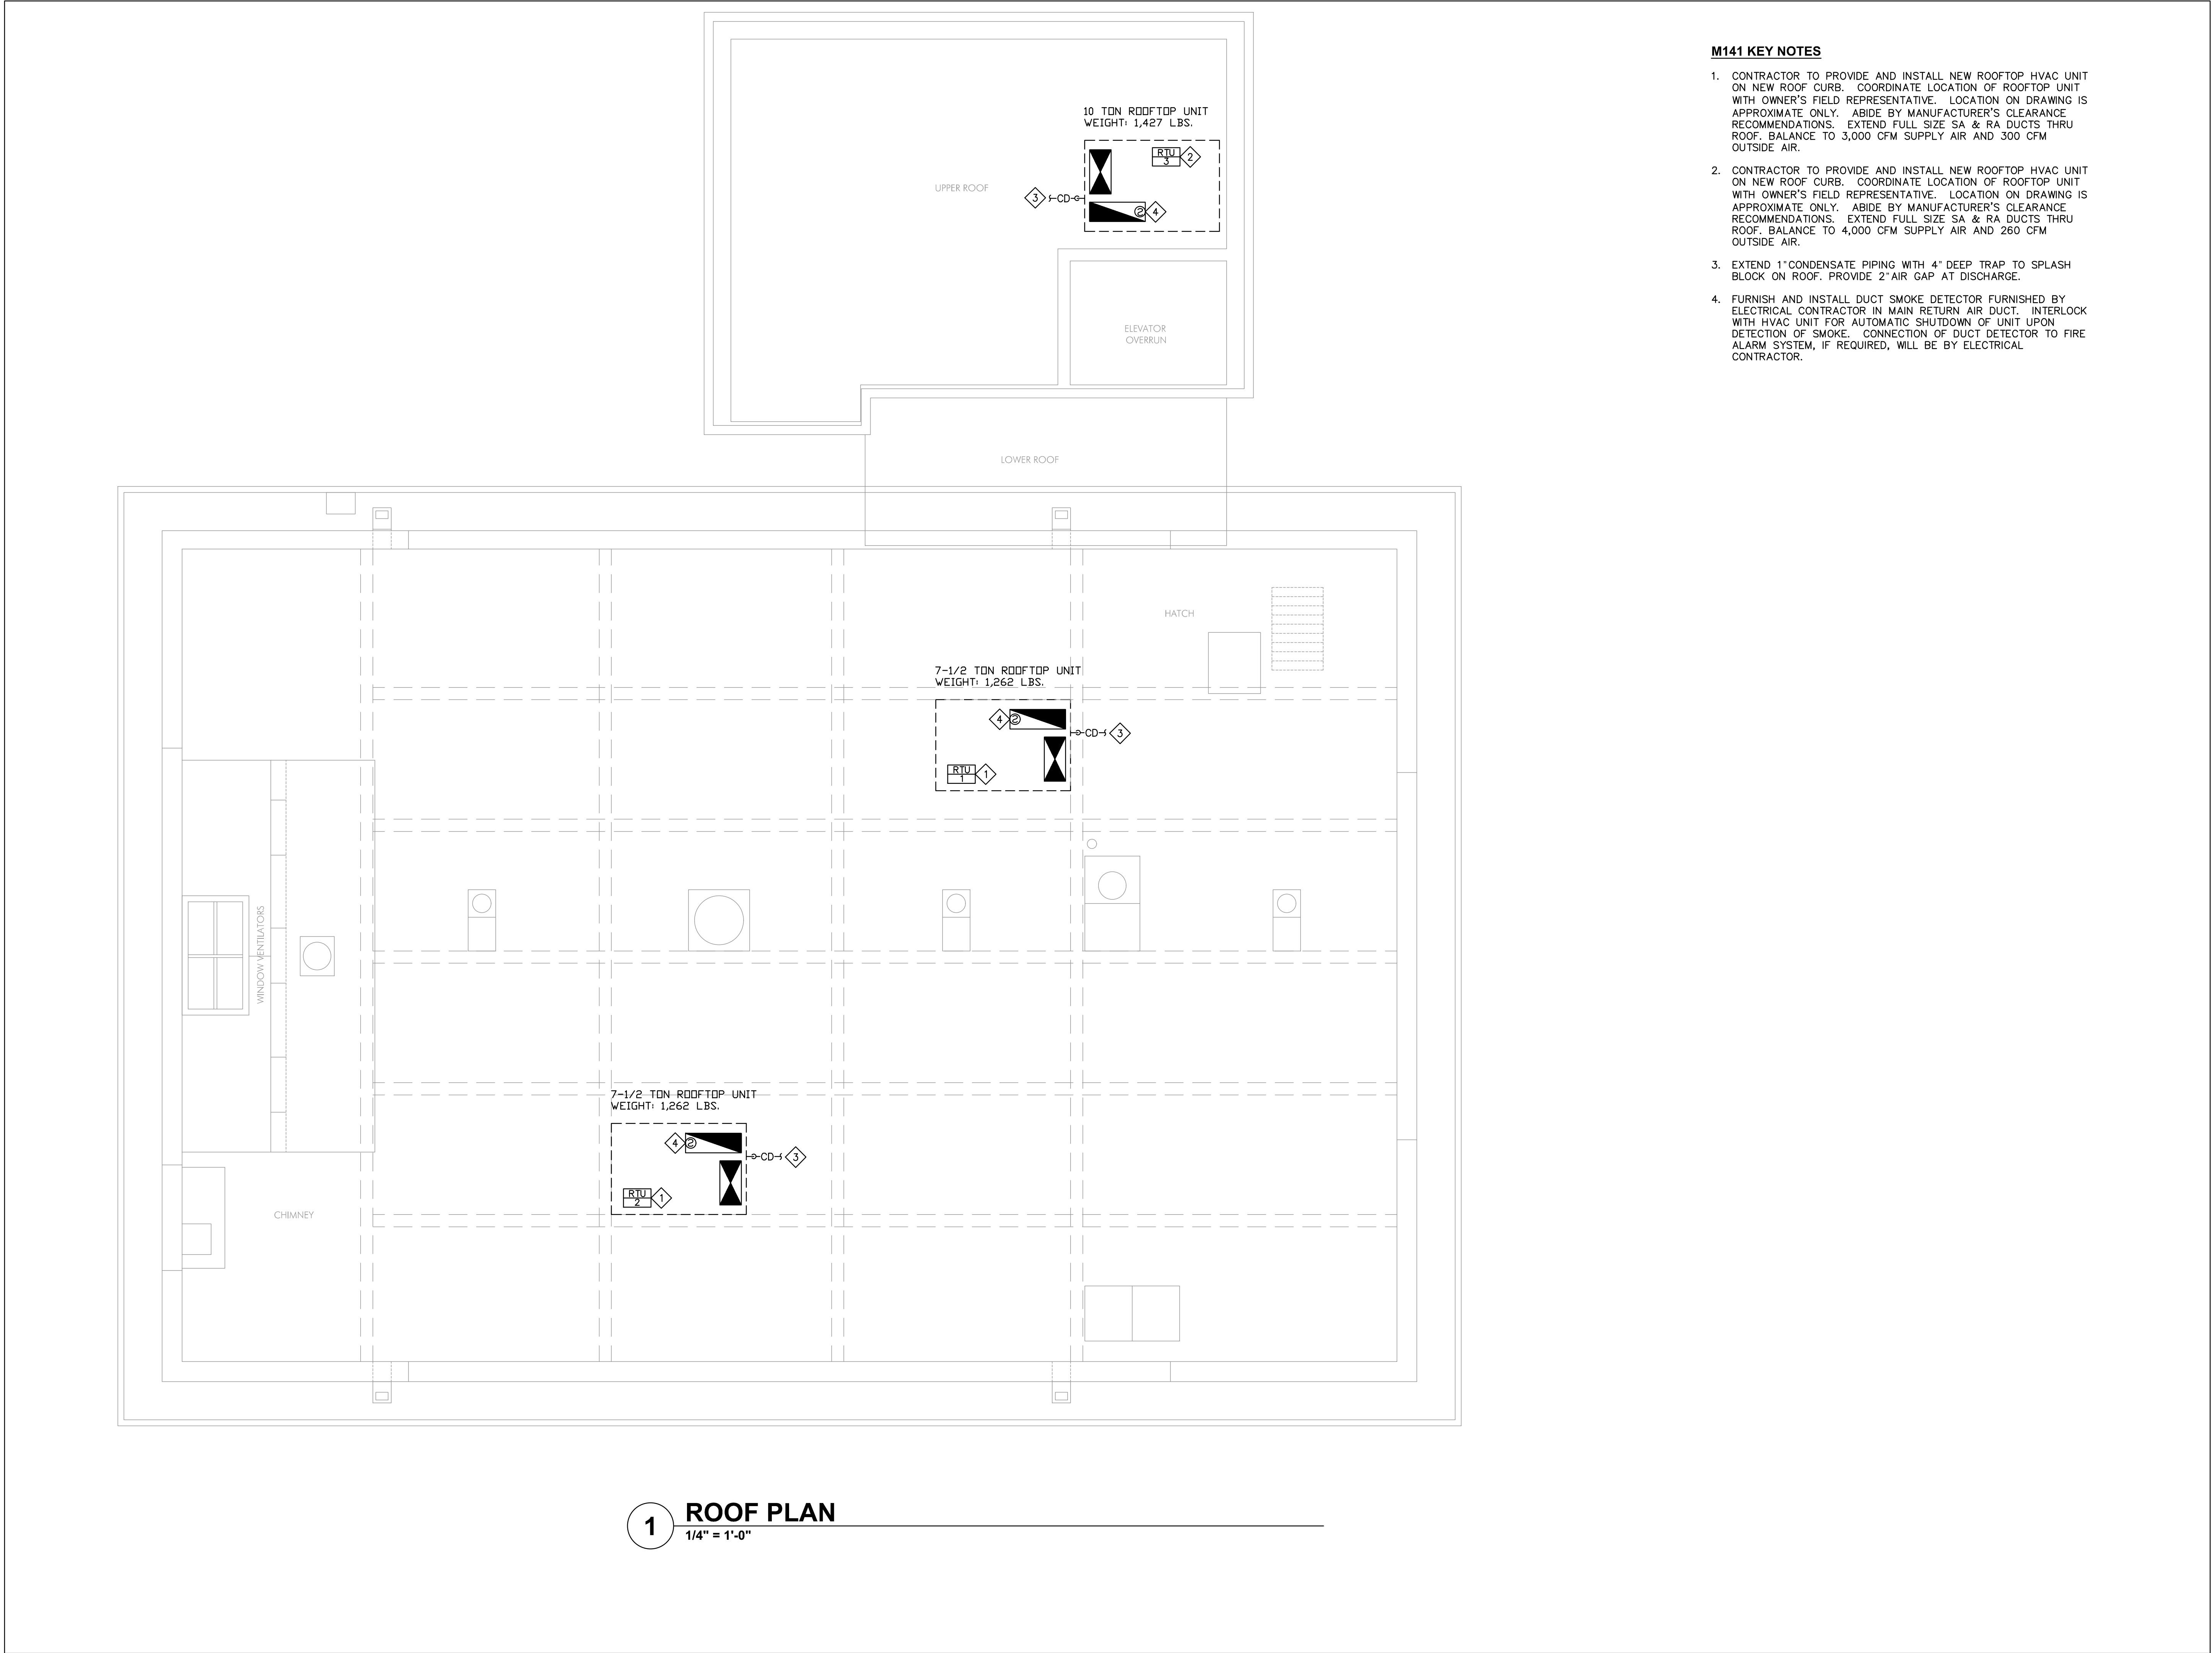 M141 KEY NOTES
1. CONTRACTOR TO PROVIDE AND INSTALL NEW ROOFTOP HVAC UNIT
ON NEW ROOF CURB. COORDINATE LOCATION OF ROOFTOP UNIT
WITH OWNER'S FIELD REPRESENTATIVE. LOCATION ON DRAWING IS
APPROXIMATE ONLY. ABIDE BY MANUFACTURER'S CLEARANCE
RECOMMENDATIONS. EXTEND FULL SIZE SA & RA DUCTS THRU
ROOF. BALANCE TO 3,000 CFM SUPPLY AIR AND 300 CFM
OUTSIDE AIR.
2. CONTRACTOR TO PROVIDE AND INSTALL NEW ROOFTOP HVAC UNIT
ON NEW ROOF CURB. COORDINATE LOCATION OF ROOFTOP UNIT
WITH OWNER'S FIELD REPRESENTATIVE. LOCATION ON DRAWING IS
APPROXIMATE ONLY. ABIDE BY MANUFACTURER'S CLEARANCE
RECOMMENDATIONS. EXTEND FULL SIZE SA & RA DUCTS THRU
ROOF. BALANCE TO 4,000 CFM SUPPLY AIR AND 260 CFM
OUTSIDE AIR.
3. EXTEND 1" CONDENSATE PIPING WITH 4" DEEP TRAP TO SPLASH
BLOCK ON ROOF. PROVIDE 2" AIR GAP AT DISCHARGE.
4. FURNISH AND INSTALL DUCT SMOKE DETECTOR FURNISHED BY
ELECTRICAL CONTRACTOR IN MAIN RETURN AIR DUCT. INTERLOCK
WITH HVAC UNIT FOR AUTOMATIC SHUTDOWN OF UNIT UPON
DETECTION OF SMOKE. CONNECTION OF DUCT DETECTOR TO FIRE
ALARM SYSTEM, IF REQUIRED, WILL BE BY ELECTRICAL
CONTRACTOR.
10 TON ROOFTOP UNIT
WEIGHT: 1,427 LBS.
RTU
3
2
UPPER ROOF
3
CD
4
ELEVATOR
OVERRUN
LOWER ROOF
HATCH
7-1/2 TON ROOFTOP UNIT
WEIGHT: 1,262 LBS.
4
CD
3
RTU
1
1
WINDOW VENTILATORS
7-1/2 TON ROOFTOP UNIT
WEIGHT: 1,262 LBS.
4
CD
3
RTU
2
1
CHIMNEY
1
ROOF PLAN
1/4" = 1'-0"